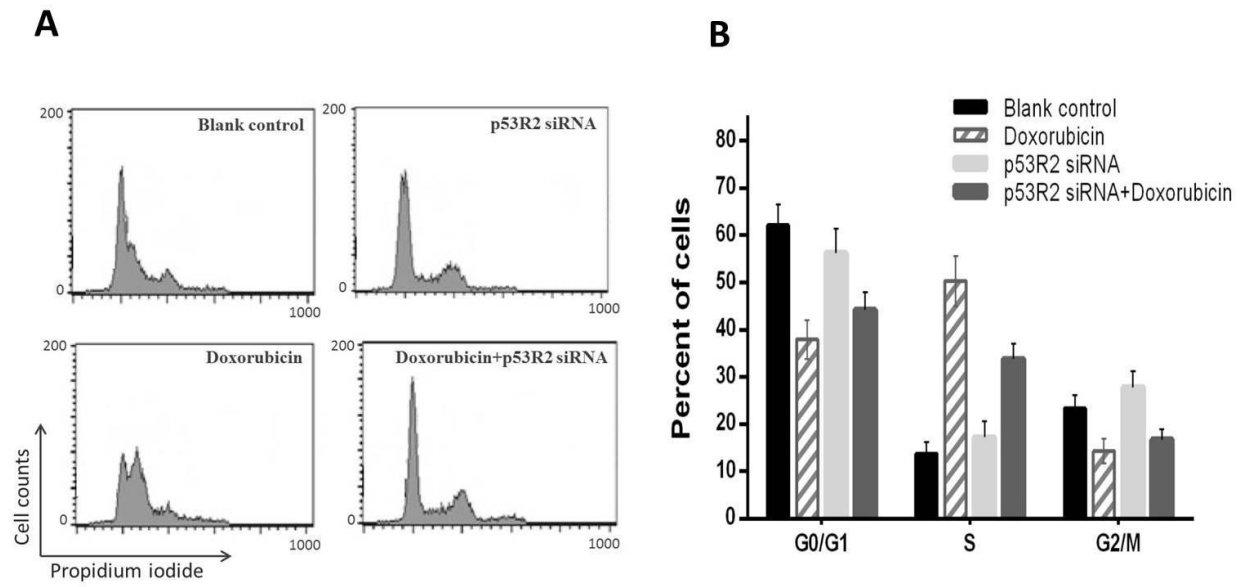 A
200
Blank control
0
1000
200
p53R2 siRNA
0
1000
200
Doxorubicin
0
1000
200
Doxorubicin+p53R2 siRNA
0
1000
Cell counts
Propidium iodide
B
Blank control
Doxorubicin
p53R2 siRNA
p53R2 siRNA+Doxorubicin
Percent of cells
80
70
60
50
40
30
20
10
0
G0/G1 S G2/M